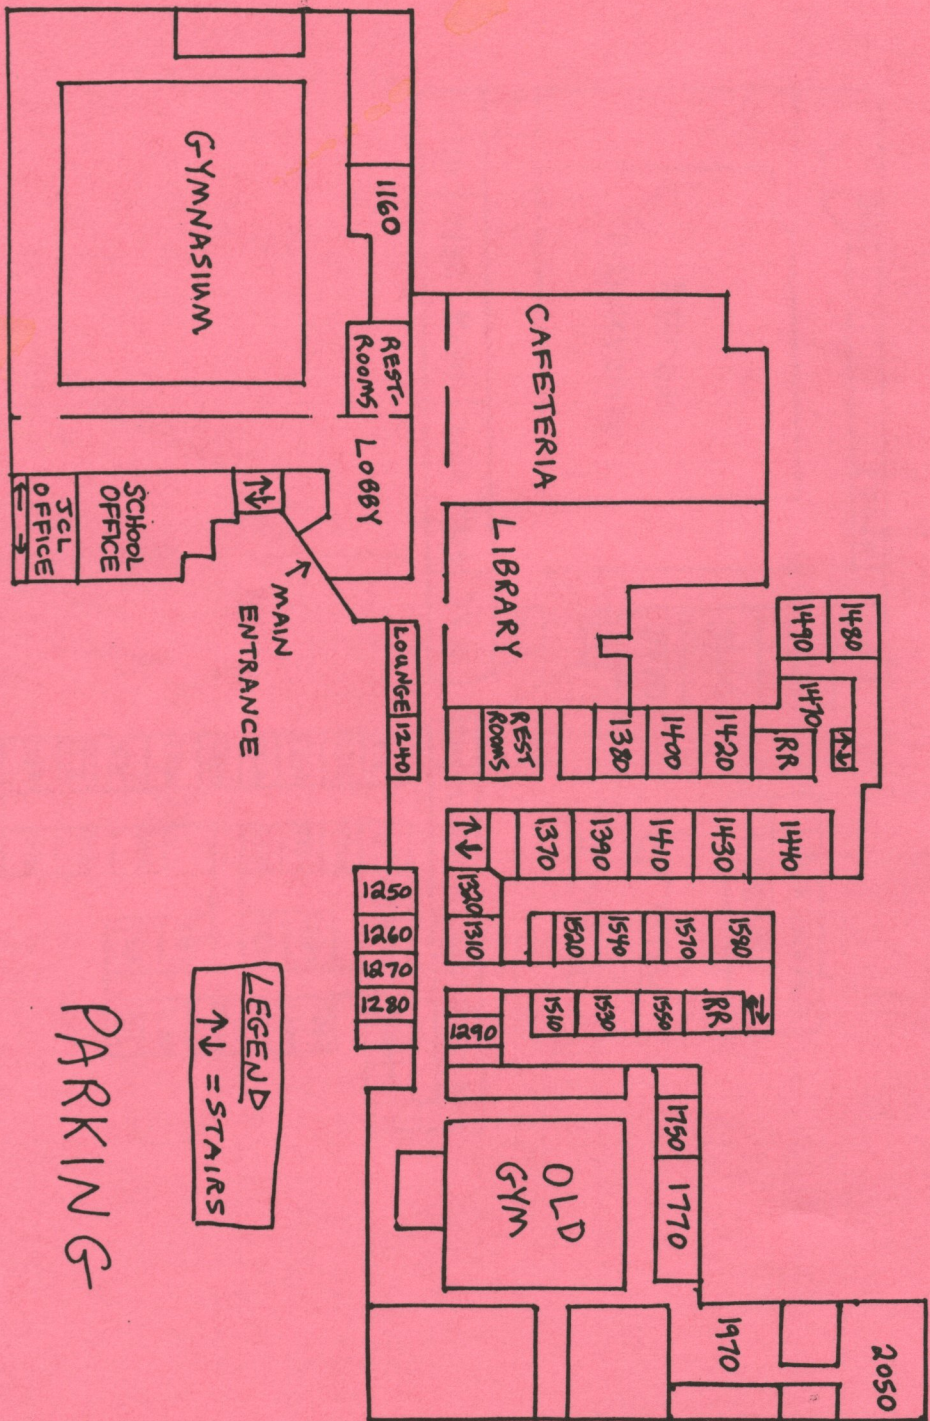 GYMNASIUM
1160
REST-
ROOMS
LOBBY
CAFETERIA
LIBRARY
SCHOOL
OFFICE
JCL
OFFICE
↑↓
← →
MAIN
ENTRANCE
LOUNGE
1240
REST
ROOMS
1380
1400
1420
RR
1470
↑↓
1490
1480
↑↓
1370
1390
1410
1430
1440
1320
1310
1520
1540
1570
1580
1250
1260
1270
1280
1290
1510
1530
1550
RR
↑↓
1750
1770
OLD
GYM
1970
2050
LEGEND
↑↓ = STAIRS
PARKING